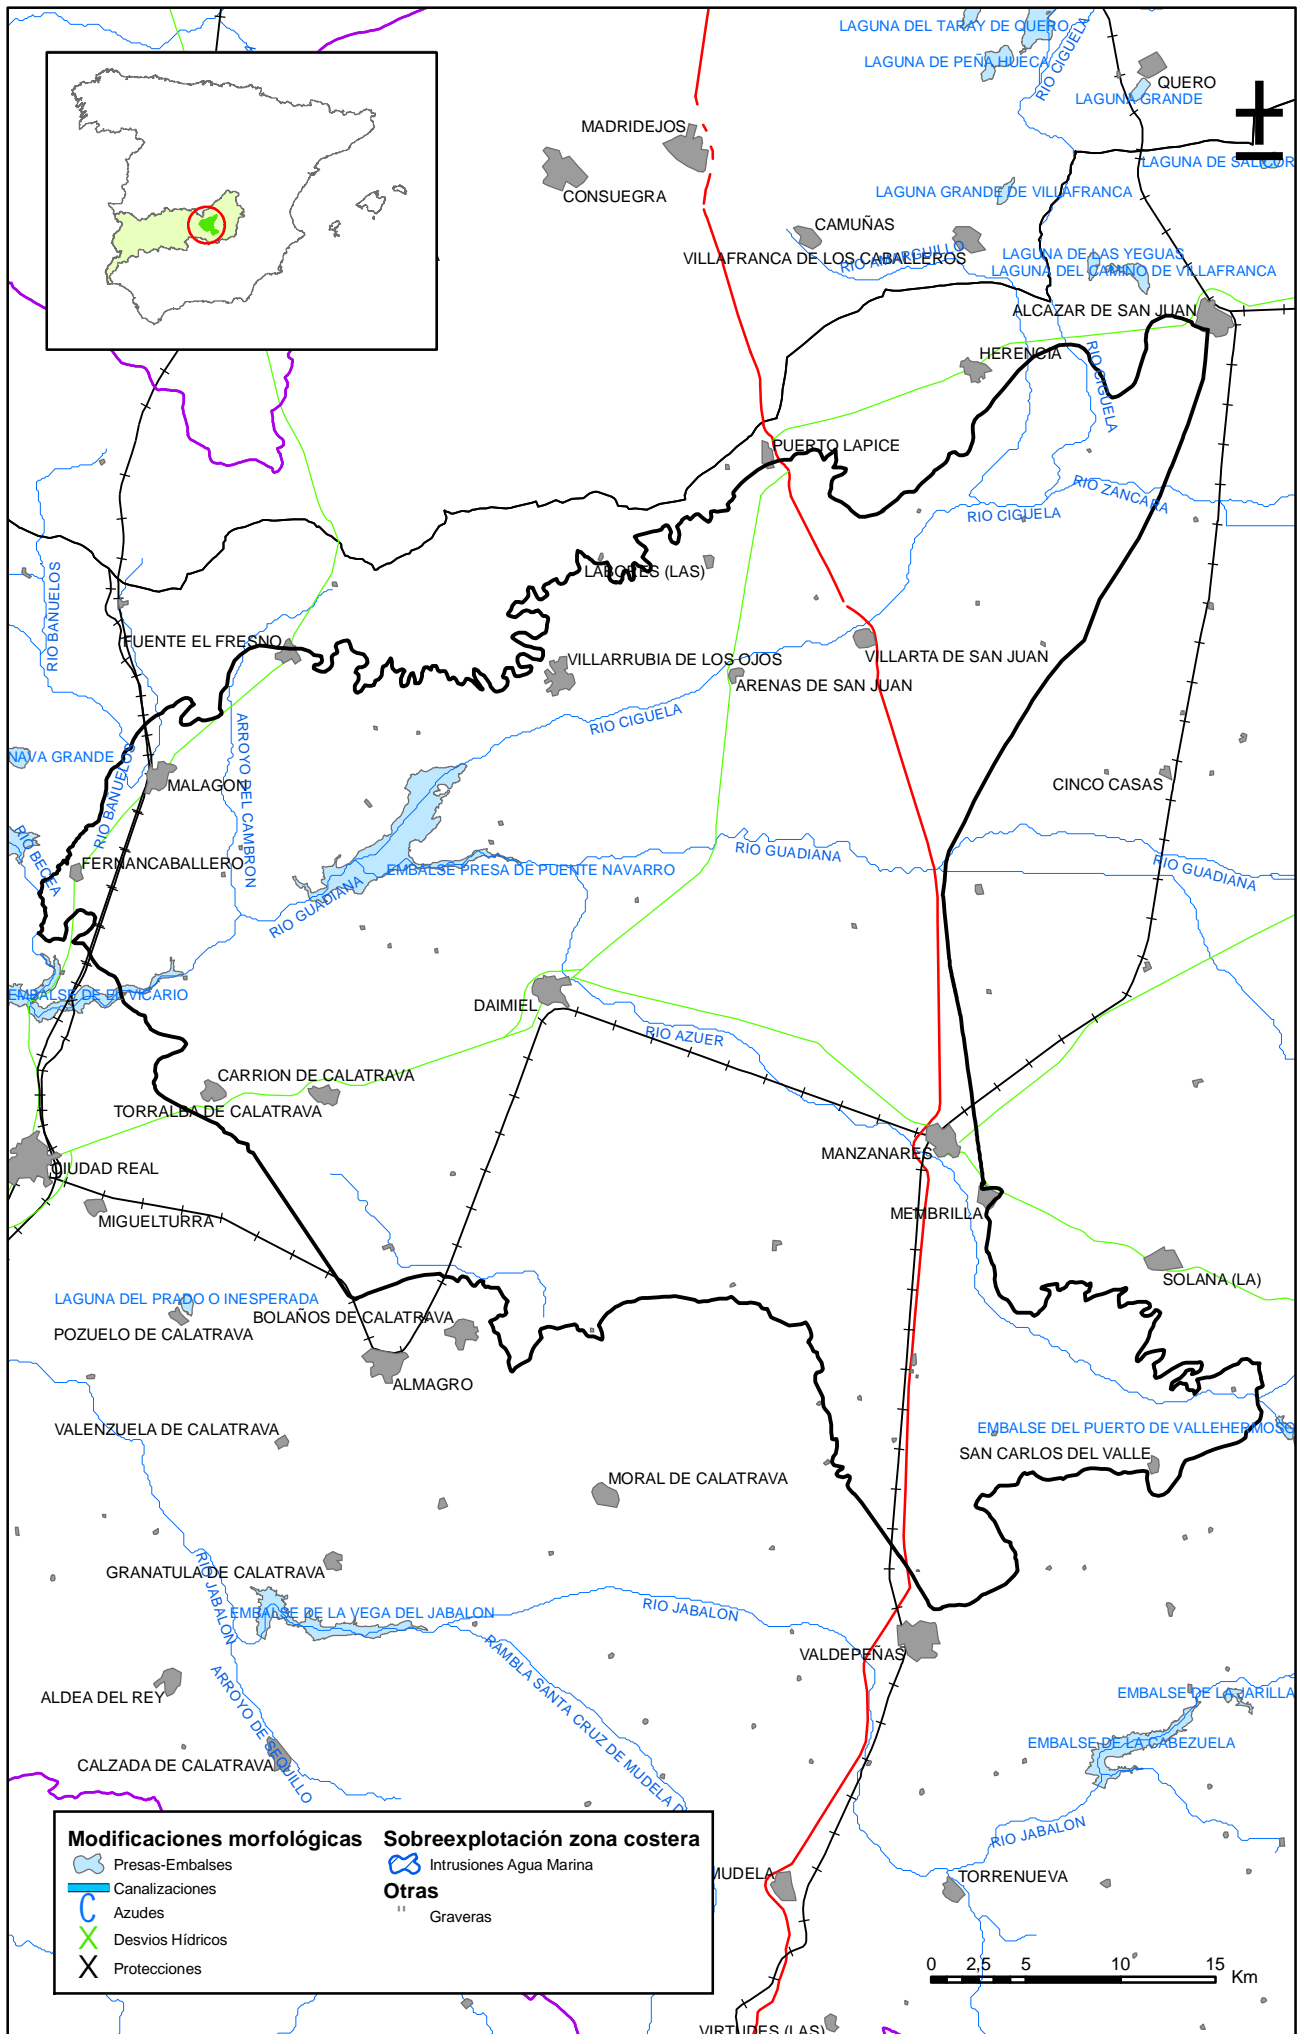 LAGUNA DEL TARAY DE QUERO
LAGUNA DE PEÑA HUECA
RIO CIGUELA
QUERO
LAGUNA GRANDE
MADRIDEJOS
LAGUNA DE SALICOR
CONSUEGRA
LAGUNA GRANDE DE VILLAFRANCA
CAMUÑAS
VILLAFRANCA DE LOS CABALLEROS
RIO AMARGUILLO
LAGUNA DE LAS YEGUAS
LAGUNA DEL CAMINO DE VILLAFRANCA
ALCAZAR DE SAN JUAN
HERENCIA
RIO CIGUELA
PUERTO LAPICE
RIO ZANCARA
RIO CIGUELA
LABORES (LAS)
RIO BAÑUELOS
FUENTE EL FRESNO
VILLARRUBIA DE LOS OJOS
VILLARTA DE SAN JUAN
ARENAS DE SAN JUAN
RIO CIGUELA
ARROYO DEL CAMBRON
NAVA GRANDE
RIO BAÑUELOS
MALAGON
CINCO CASAS
RIO BECEA
FERNANCABALLERO
EMBALSE PRESA DE PUENTE NAVARRO
RIO GUADIANA
RIO GUADIANA
RIO GUADIANA
EMBALSE DE EL VICARIO
DAIMIEL
RIO AZUER
CARRION DE CALATRAVA
TORRALBA DE CALATRAVA
CIUDAD REAL
MANZANARES
MIGUELTURRA
MEMBRILLA
SOLANA (LA)
LAGUNA DEL PRADO O INESPERADA
POZUELO DE CALATRAVA
BOLAÑOS DE CALATRAVA
ALMAGRO
VALENZUELA DE CALATRAVA
EMBALSE DEL PUERTO DE VALLEHERMOSO
SAN CARLOS DEL VALLE
MORAL DE CALATRAVA
GRANATULA DE CALATRAVA
RIO JABALON
EMBALSE DE LA VEGA DEL JABALON
RIO JABALON
RAMBLA SANTA CRUZ DE MUDELA D
VALDEPEÑAS
ALDEA DEL REY
ARROYO DE SEQUILLO
EMBALSE DE LA JARILLA
EMBALSE DE LA CABEZUELA
CALZADA DE CALATRAVA
RIO JABALON
MUDELA
TORRENUEVA
VIRTUDES (LAS)
Modificaciones morfológicas
Presas-Embalses
Canalizaciones
Azudes
Desvios Hídricos
Protecciones
Sobreexplotación zona costera
Intrusiones Agua Marina
Otras
Graveras
0 2,5 5 10 15 Km